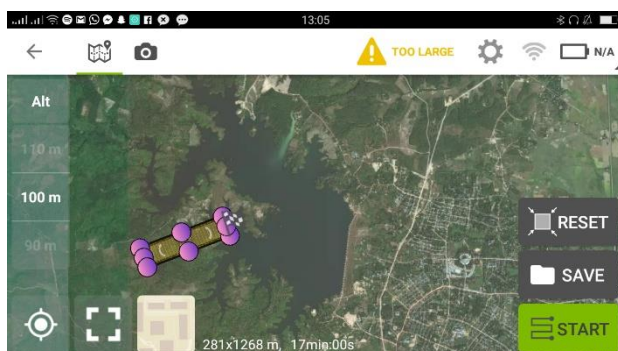 13:05
TOO LARGE
N/A
Alt
110 m
100 m
90 m
RESET
SAVE
START
281x1268 m, 17min:00s